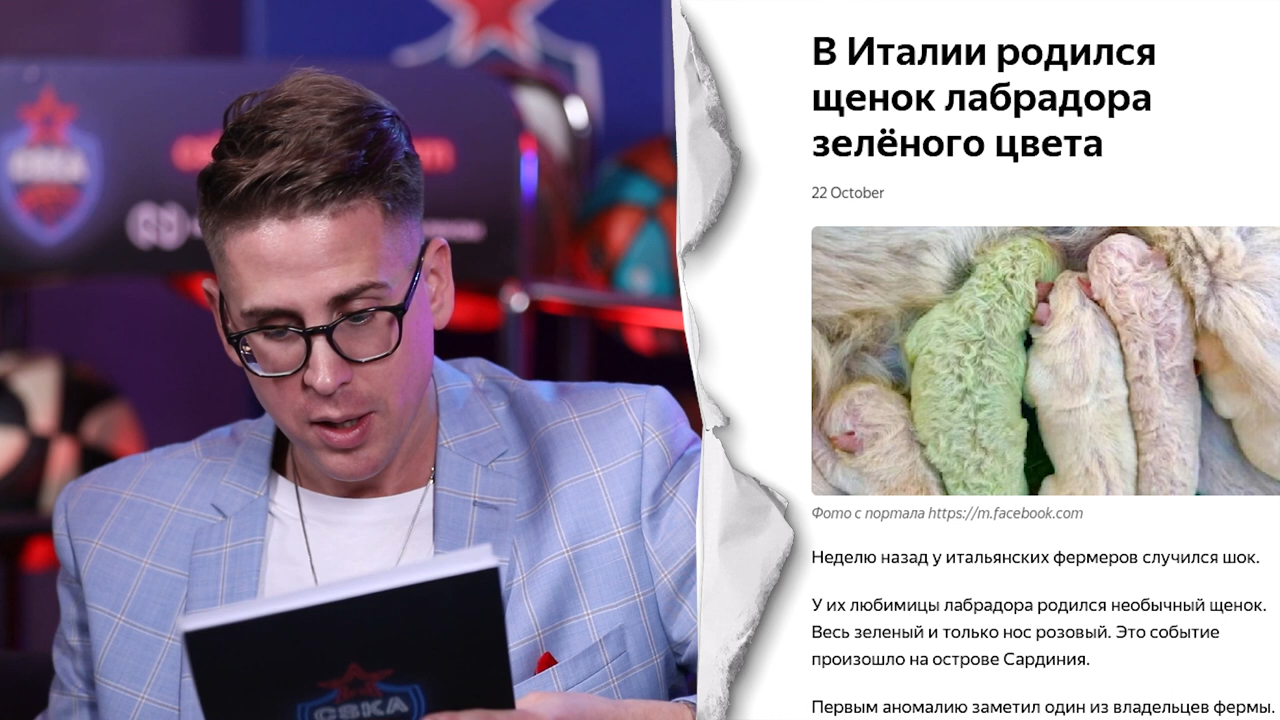 CSKA
CSKA
В Италии родился
щенок лабрадора
зелёного цвета
22 October
Фото с портала https://m.facebook.com
Неделю назад у итальянских фермеров случился шок.
У их любимицы лабрадора родился необычный щенок.
Весь зеленый и только нос розовый. Это событие
произошло на острове Сардиния.
Первым аномалию заметил один из владельцев фермы.